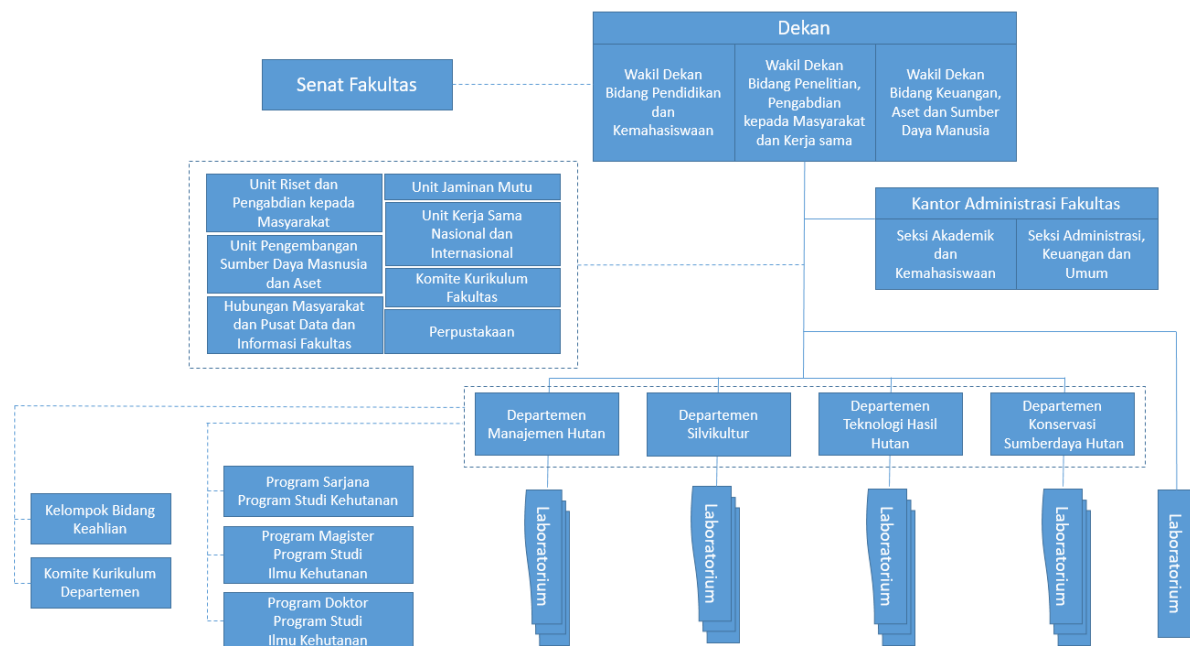 Dekan
Senat Fakultas
Wakil Dekan
Bidang Pendidikan
dan
Kemahasiswaan
Wakil Dekan
Bidang Penelitian,
Pengabdian
kepada Masyarakat
dan Kerja sama
Wakil Dekan
Bidang Keuangan,
Aset dan Sumber
Daya Manusia
Unit Riset dan
Pengabdian kepada
Masyarakat
Unit Jaminan Mutu
Unit Kerja Sama
Nasional dan
Internasional
Unit Pengembangan
Sumber Daya Masnusia
dan Aset
Komite Kurikulum
Fakultas
Hubungan Masyarakat
dan Pusat Data dan
Informasi Fakultas
Perpustakaan
Kantor Administrasi Fakultas
Seksi Akademik
dan
Kemahasiswaan
Seksi Administrasi,
Keuangan dan
Umum
Departemen
Manajemen Hutan
Departemen
Silvikultur
Departemen
Teknologi Hasil
Hutan
Departemen
Konservasi
Sumberdaya Hutan
Kelompok Bidang
Keahlian
Komite Kurikulum
Departemen
Program Sarjana
Program Studi Kehutanan
Program Magister
Program Studi
Ilmu Kehutanan
Program Doktor
Program Studi
Ilmu Kehutanan
Laboratorium
Laboratorium
Laboratorium
Laboratorium
Laboratorium